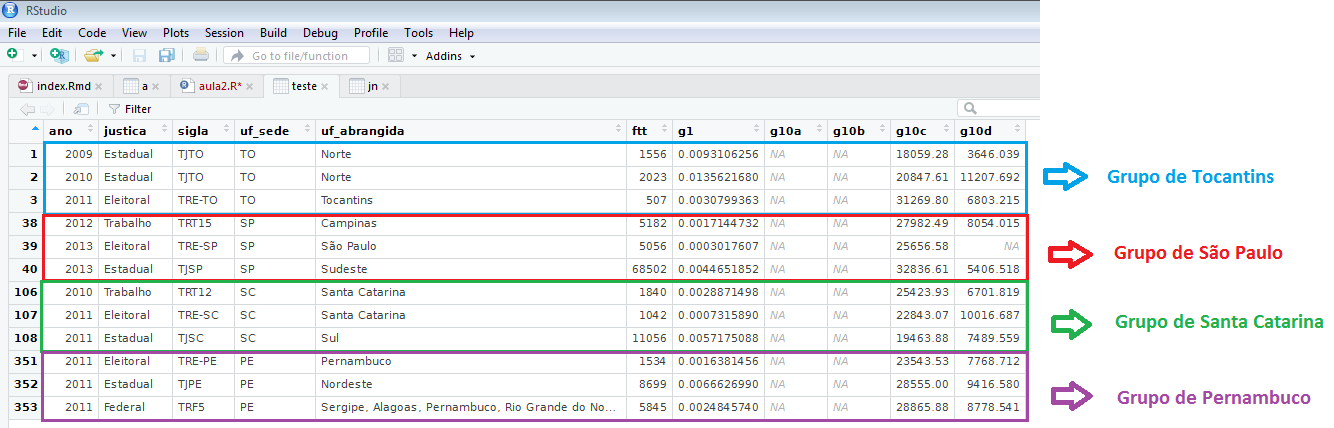 RStudio
File Edit Code View Plots Session Build Debug Profile Tools Help
Go to file/function Addins
index.Rmd a aula2.R* teste jn
Filter
ano justica sigla uf_sede uf_abrangida ftt g1 g10a g10b g10c g10d
1 2009 Estadual TJTO TO Norte 1556 0.0093106256 NA NA 18059.28 3646.039
2 2010 Estadual TJTO TO Norte 2023 0.0135621680 NA NA 20847.61 11207.692
3 2011 Eleitoral TRE-TO TO Tocantins 507 0.0030799363 NA NA 31269.80 6803.215
38 2012 Trabalho TRT15 SP Campinas 5182 0.0017144732 NA NA 27982.49 8054.015
39 2013 Eleitoral TRE-SP SP São Paulo 5056 0.0003017607 NA NA 25656.58 NA
40 2013 Estadual TJSP SP Sudeste 68502 0.0044651852 NA NA 32836.61 5406.518
106 2010 Trabalho TRT12 SC Santa Catarina 1840 0.0028871498 NA NA 25423.93 6701.819
107 2011 Eleitoral TRE-SC SC Santa Catarina 1042 0.0007315890 NA NA 22843.07 10016.687
108 2011 Estadual TJSC SC Sul 11056 0.0057175088 NA NA 19463.88 7489.559
351 2011 Eleitoral TRE-PE PE Pernambuco 1534 0.0016381456 NA NA 23543.53 7768.712
352 2011 Estadual TJPE PE Nordeste 8699 0.0066626990 NA NA 28555.00 9416.580
353 2011 Federal TRF5 PE Sergipe, Alagoas, Pernambuco, Rio Grande do No... 5845 0.0024845740 NA NA 28865.88 8778.541
Grupo de Tocantins
Grupo de São Paulo
Grupo de Santa Catarina
Grupo de Pernambuco